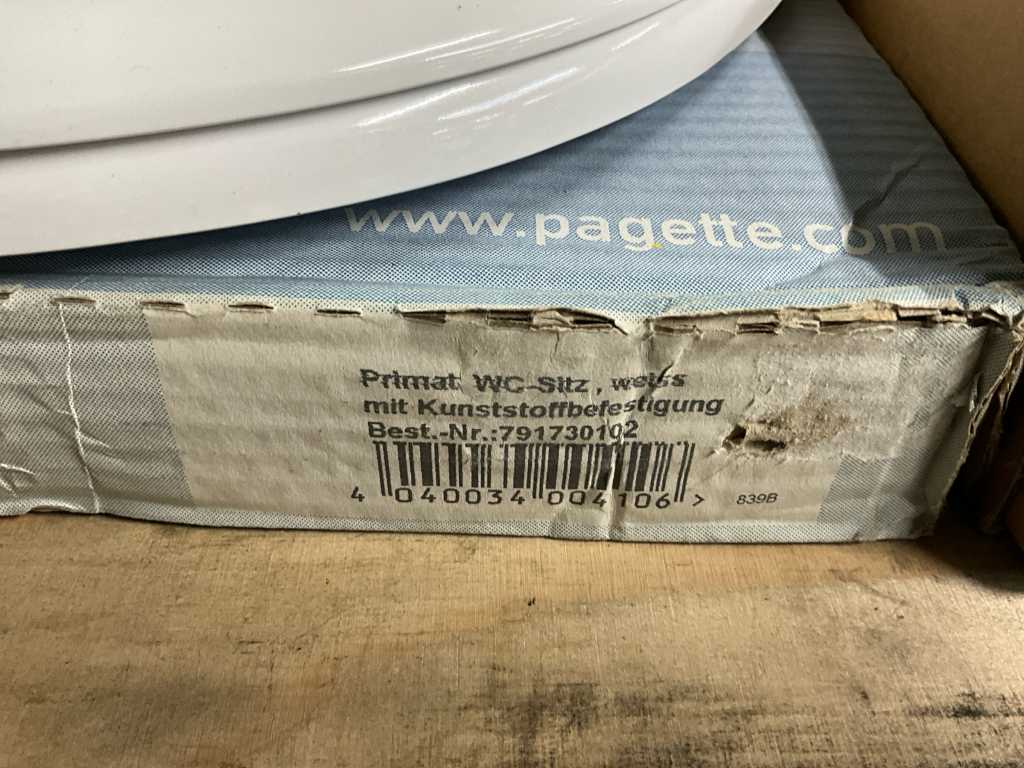 www.pagette.com
Primat WC-Sitz, weiss
mit Kunststoffbefestigung
Best.-Nr.:791730102
4 040034 004106 >
839B